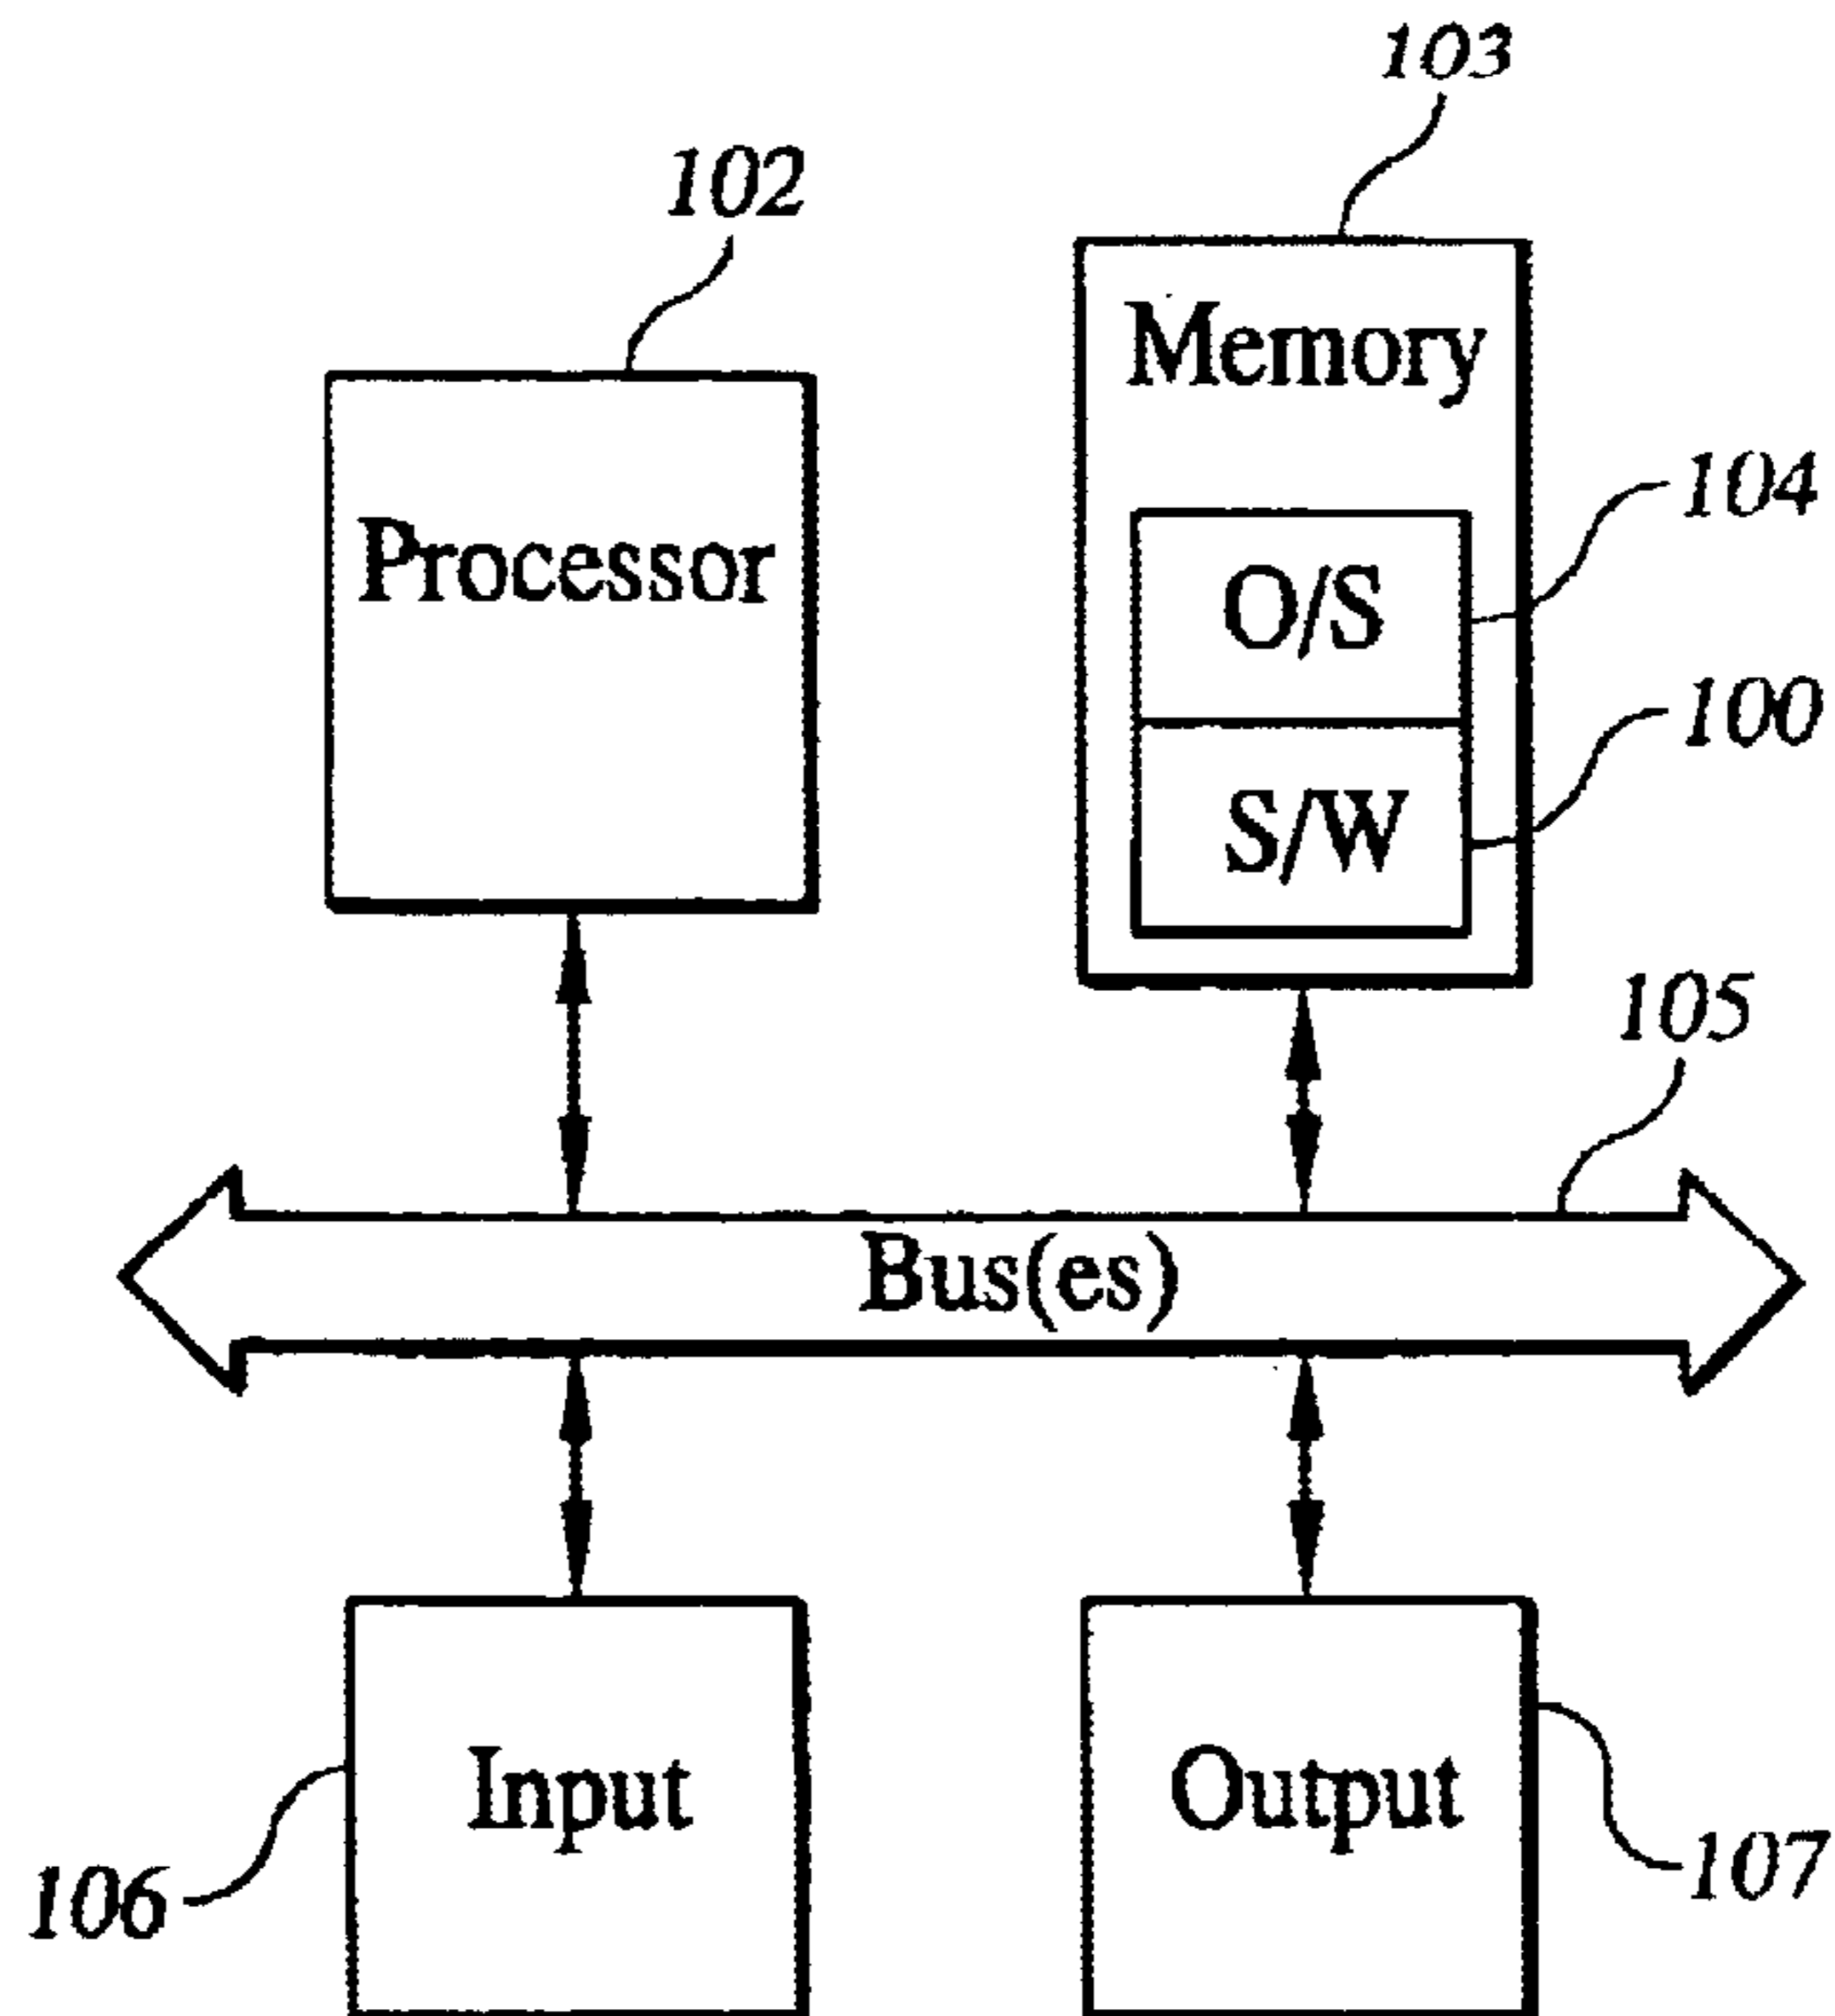 103
102
Memory
104
Processor
O/S
100
S/W
105
Bus(es)
Input
Output
106
107